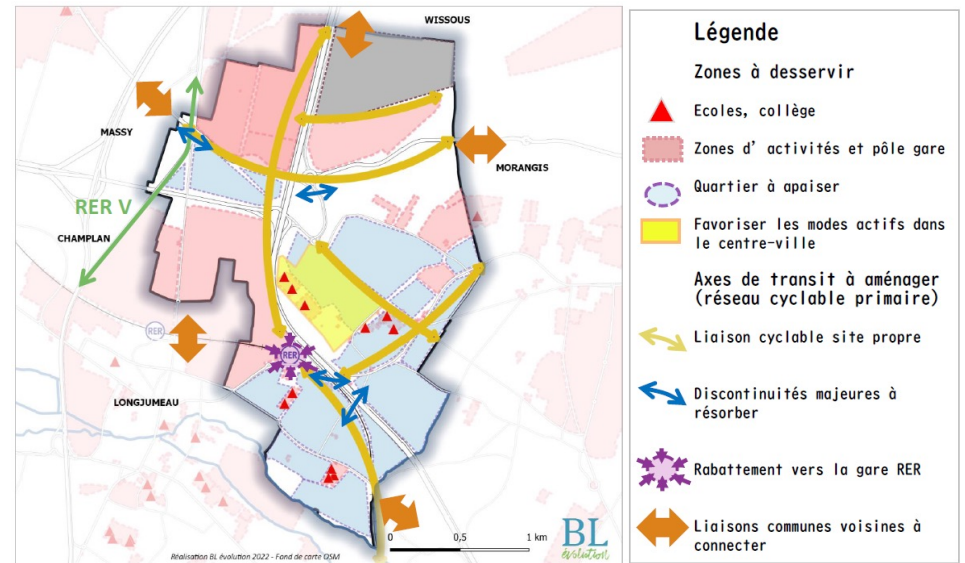 WISSOUS
MASSY
MORANGIS
RER V
CHAMPLAN
RER
RER
LONGJUMEAU
Réalisation BL évolution 2022 - Fond de carte OSM
0 0,5 1 km
BL
évolution
Légende
Zones à desservir
Ecoles, collège
Zones d' activités et pôle gare
Quartier à apaiser
Favoriser les modes actifs dans
le centre-ville
Axes de transit à aménager
(réseau cyclable primaire)
Liaison cyclable site propre
Discontinuités majeures à
résorber
Rabattement vers la gare RER
Liaisons communes voisines à
connecter